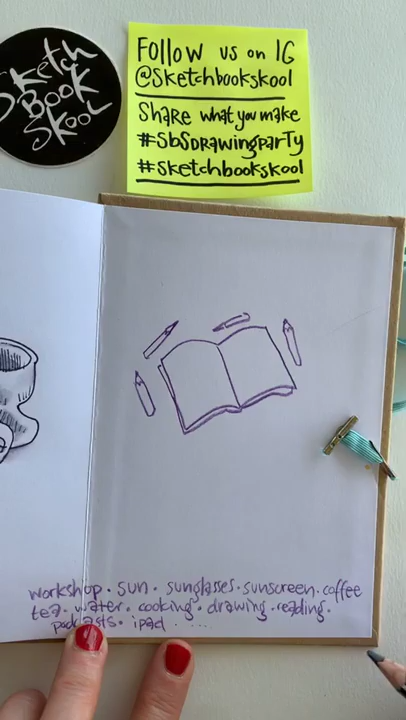 Sketch
Book
Skool
Follow us on IG
@Sketchbookskool
Share what you make
#SbSDrawingParTy
#sketchbookskool
workshop · sun · sunglasses · sunscreen · coffee
tea · water · cooking · drawing · reading ·
podcasts · ipad ......